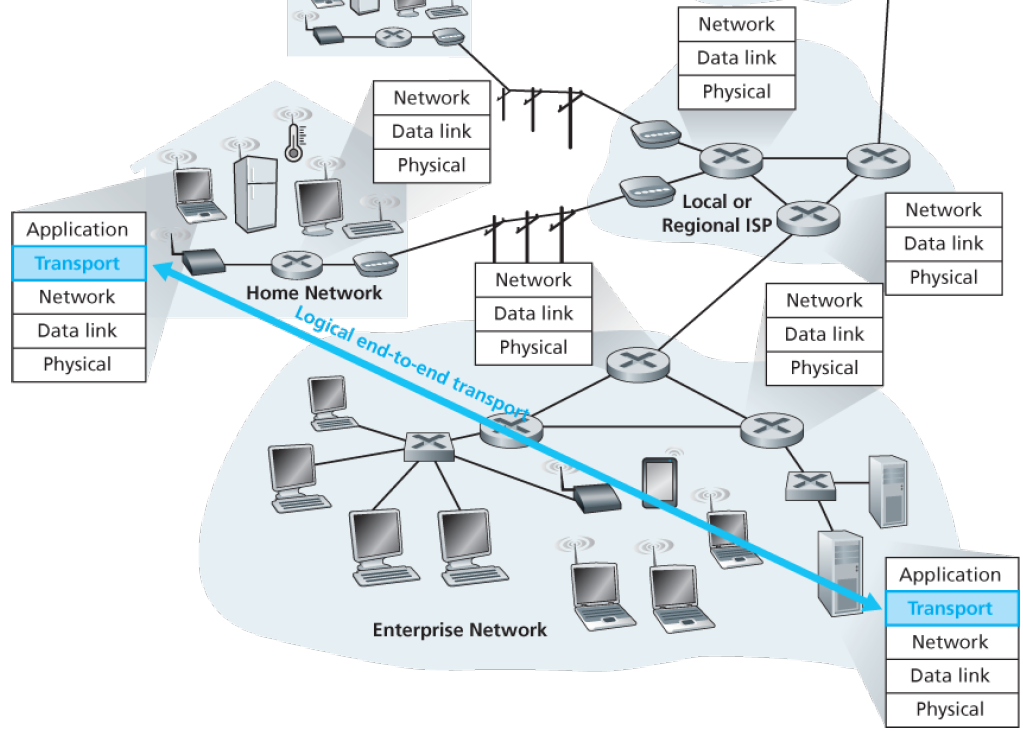 Network
Data link
Physical
Network
Data link
Physical
Local or
Regional ISP
Network
Data link
Physical
Application
Transport
Network
Data link
Physical
Home Network
Network
Data link
Physical
Network
Data link
Physical
Logical end-to-end transport
Enterprise Network
Application
Transport
Network
Data link
Physical